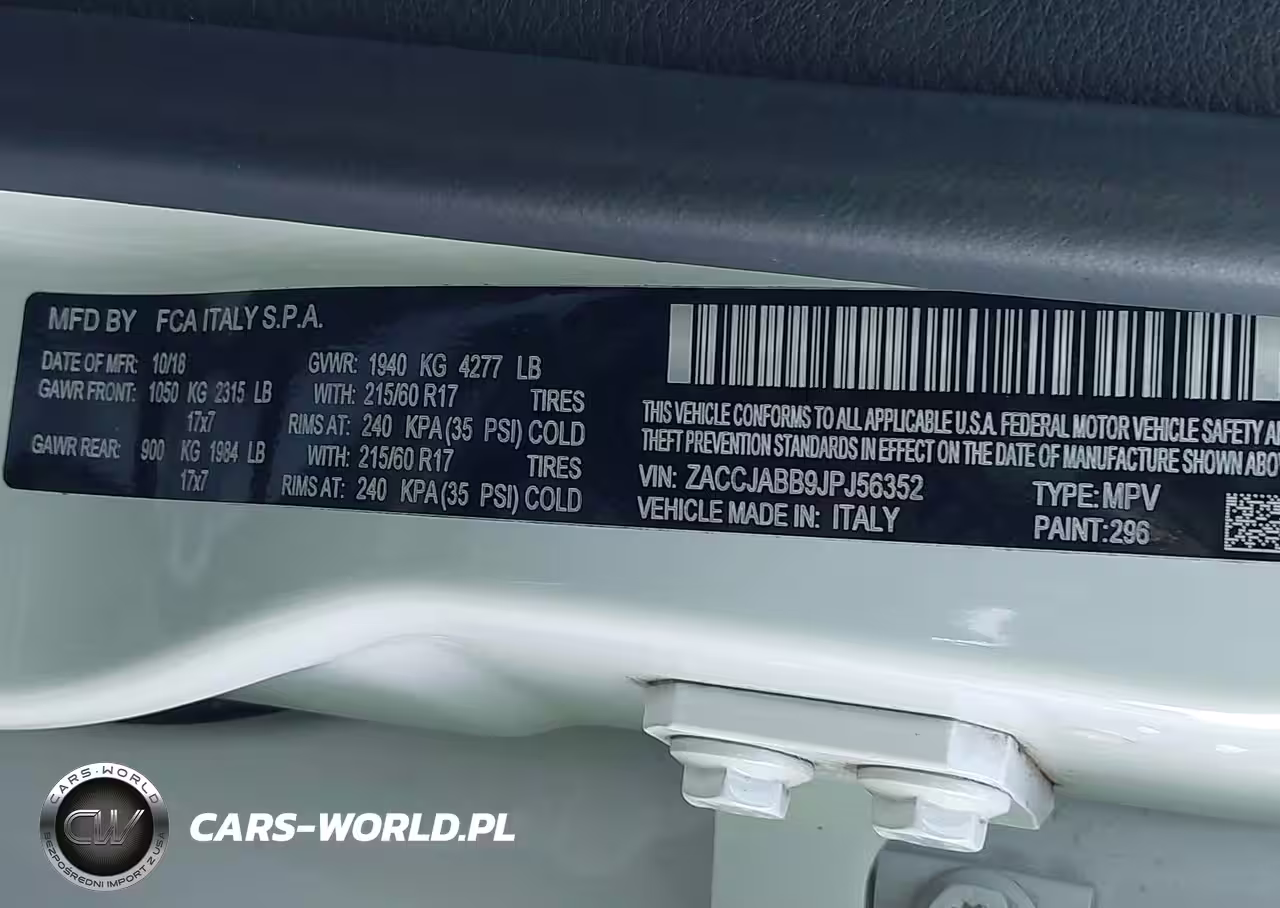 MFD BY FCA ITALY S.P.A.
DATE OF MFR: 10/18 GVWR: 1940 KG 4277 LB
GAWR FRONT: 1050 KG 2315 LB WITH: 215/60 R17 TIRES
17x7 RIMS AT: 240 KPA (35 PSI) COLD
GAWR REAR: 900 KG 1984 LB WITH: 215/60 R17 TIRES
17x7 RIMS AT: 240 KPA (35 PSI) COLD
THIS VEHICLE CONFORMS TO ALL APPLICABLE U.S.A. FEDERAL MOTOR VEHICLE SAFETY
THEFT PREVENTION STANDARDS IN EFFECT ON THE DATE OF MANUFACTURE SHOWN ABOV
VIN: ZACCJABB9JPJ56352 TYPE: MPV
VEHICLE MADE IN: ITALY PAINT: 296
CARS-WORLD
CW
BEZPOŚREDNI IMPORT Z USA
CARS-WORLD.PL